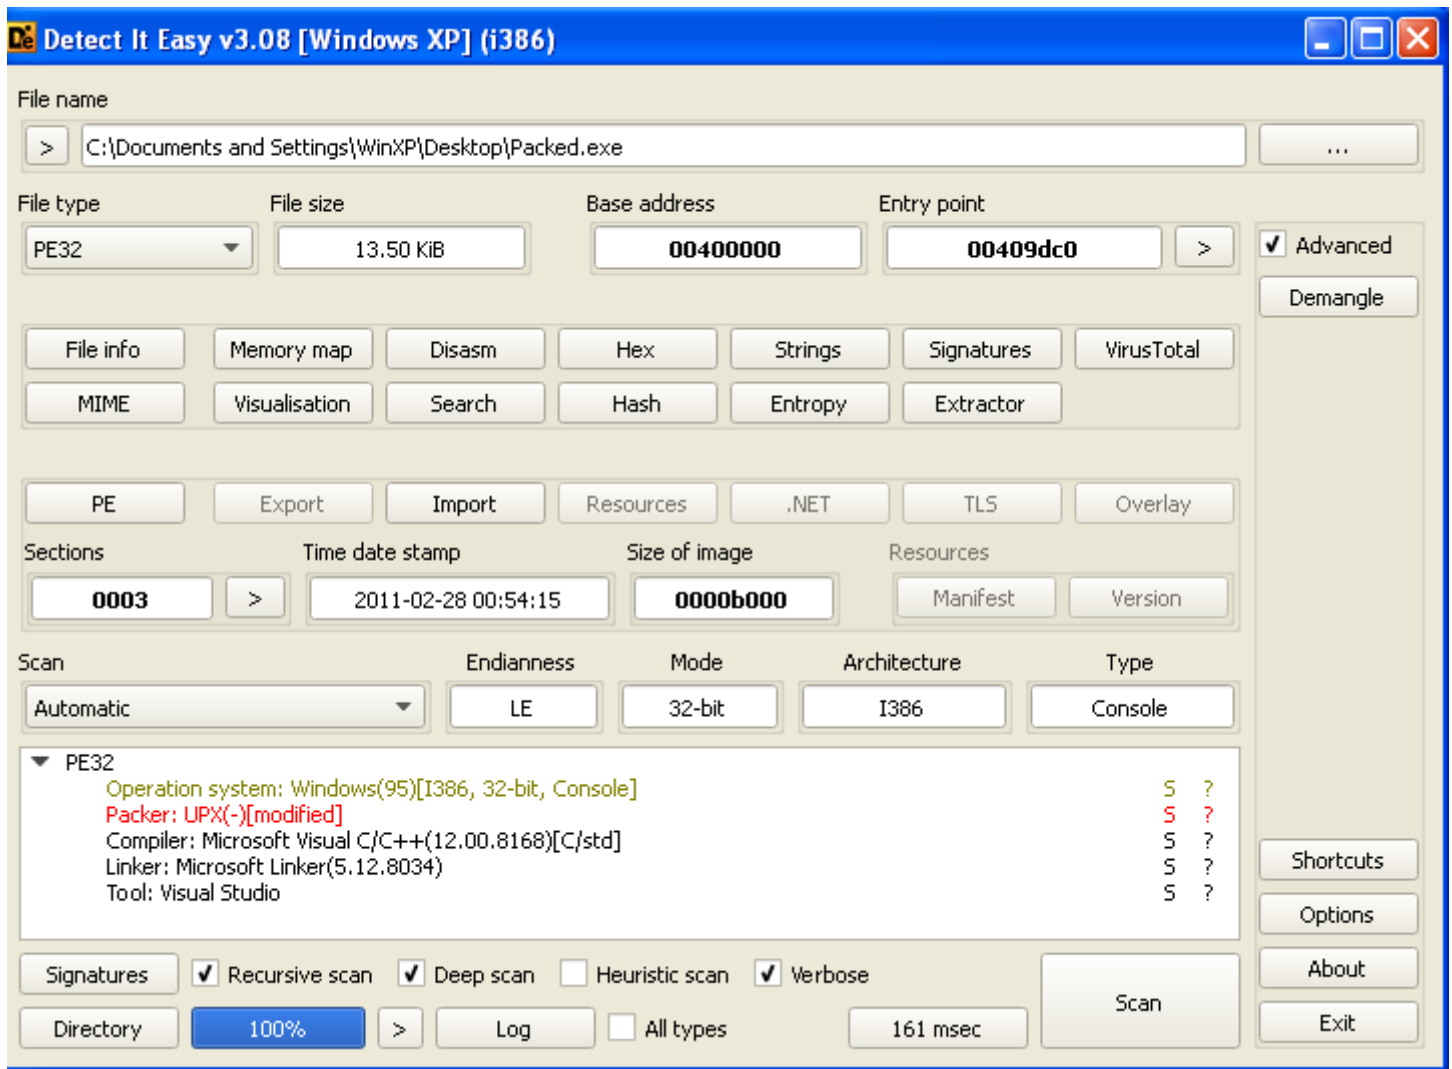 Detect It Easy v3.08 [Windows XP] (i386)
File name
> C:\Documents and Settings\WinXP\Desktop\Packed.exe ...
File type File size Base address Entry point
PE32 13.50 KiB 00400000 00409dc0 > Advanced
Demangle
File info Memory map Disasm Hex Strings Signatures VirusTotal
MIME Visualisation Search Hash Entropy Extractor
PE Export Import Resources .NET TLS Overlay
Sections Time date stamp Size of image Resources
0003 > 2011-02-28 00:54:15 0000b000 Manifest Version
Scan Endianness Mode Architecture Type
Automatic LE 32-bit I386 Console
PE32
Operation system: Windows(95)[I386, 32-bit, Console] S ?
Packer: UPX(-)[modified] S ?
Compiler: Microsoft Visual C/C++(12.00.8168)[C/std] S ?
Linker: Microsoft Linker(5.12.8034) S ?
Tool: Visual Studio S ?
Shortcuts
Options
Signatures Recursive scan Deep scan Heuristic scan Verbose Scan About
Directory 100% > Log All types 161 msec Exit